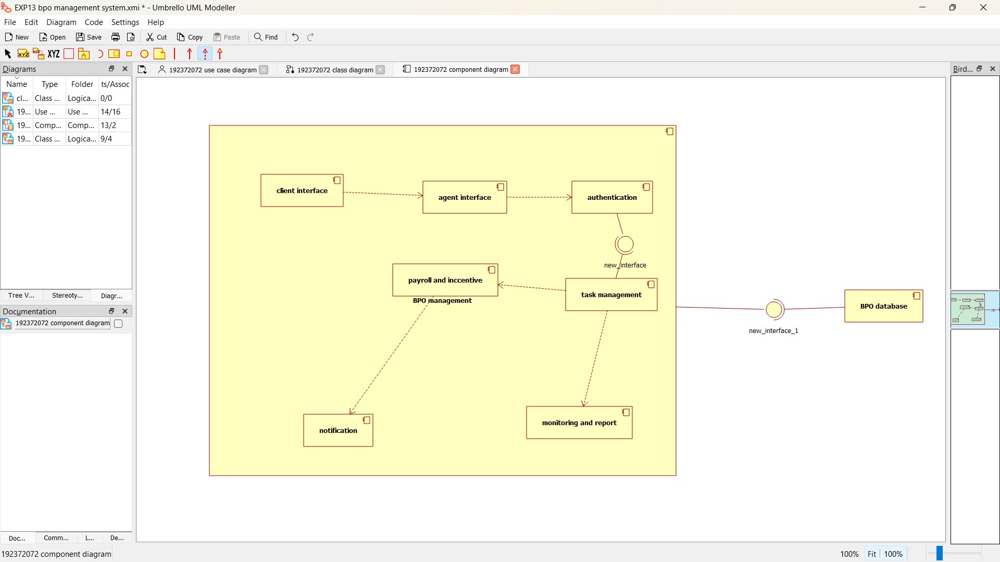 EXP13 bpo management system.xmi * - Umbrello UML Modeller
File Edit Diagram Code Settings Help
New Open Save Cut Copy Paste Find
XYZ XYZ XYZ
Diagrams
192372072 use case diagram 192372072 class diagram 192372072 component diagram
Bird...
Name Type Folder ts/Assoc
cl... Class ... Logica... 0/0
19... Use ... Use ... 14/16
19... Comp... Comp... 13/2
19... Class ... Logica... 9/4
client interface
agent interface
authentication
new_interface
payroll and inccentive
BPO management
task management
BPO database
new_interface_1
notification
monitoring and report
Tree V... Stereoty... Diagr...
Documentation
192372072 component diagram
Doc... Comm... L... De...
192372072 component diagram
100% Fit 100%